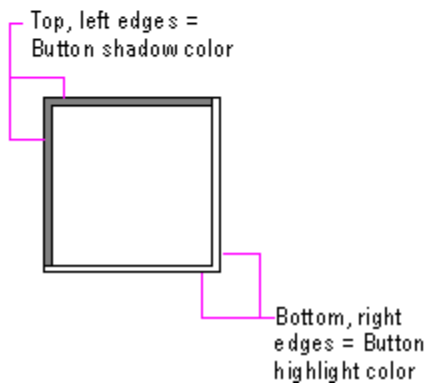 Top, left edges =
Button shadow color
Bottom, right
edges = Button
highlight color